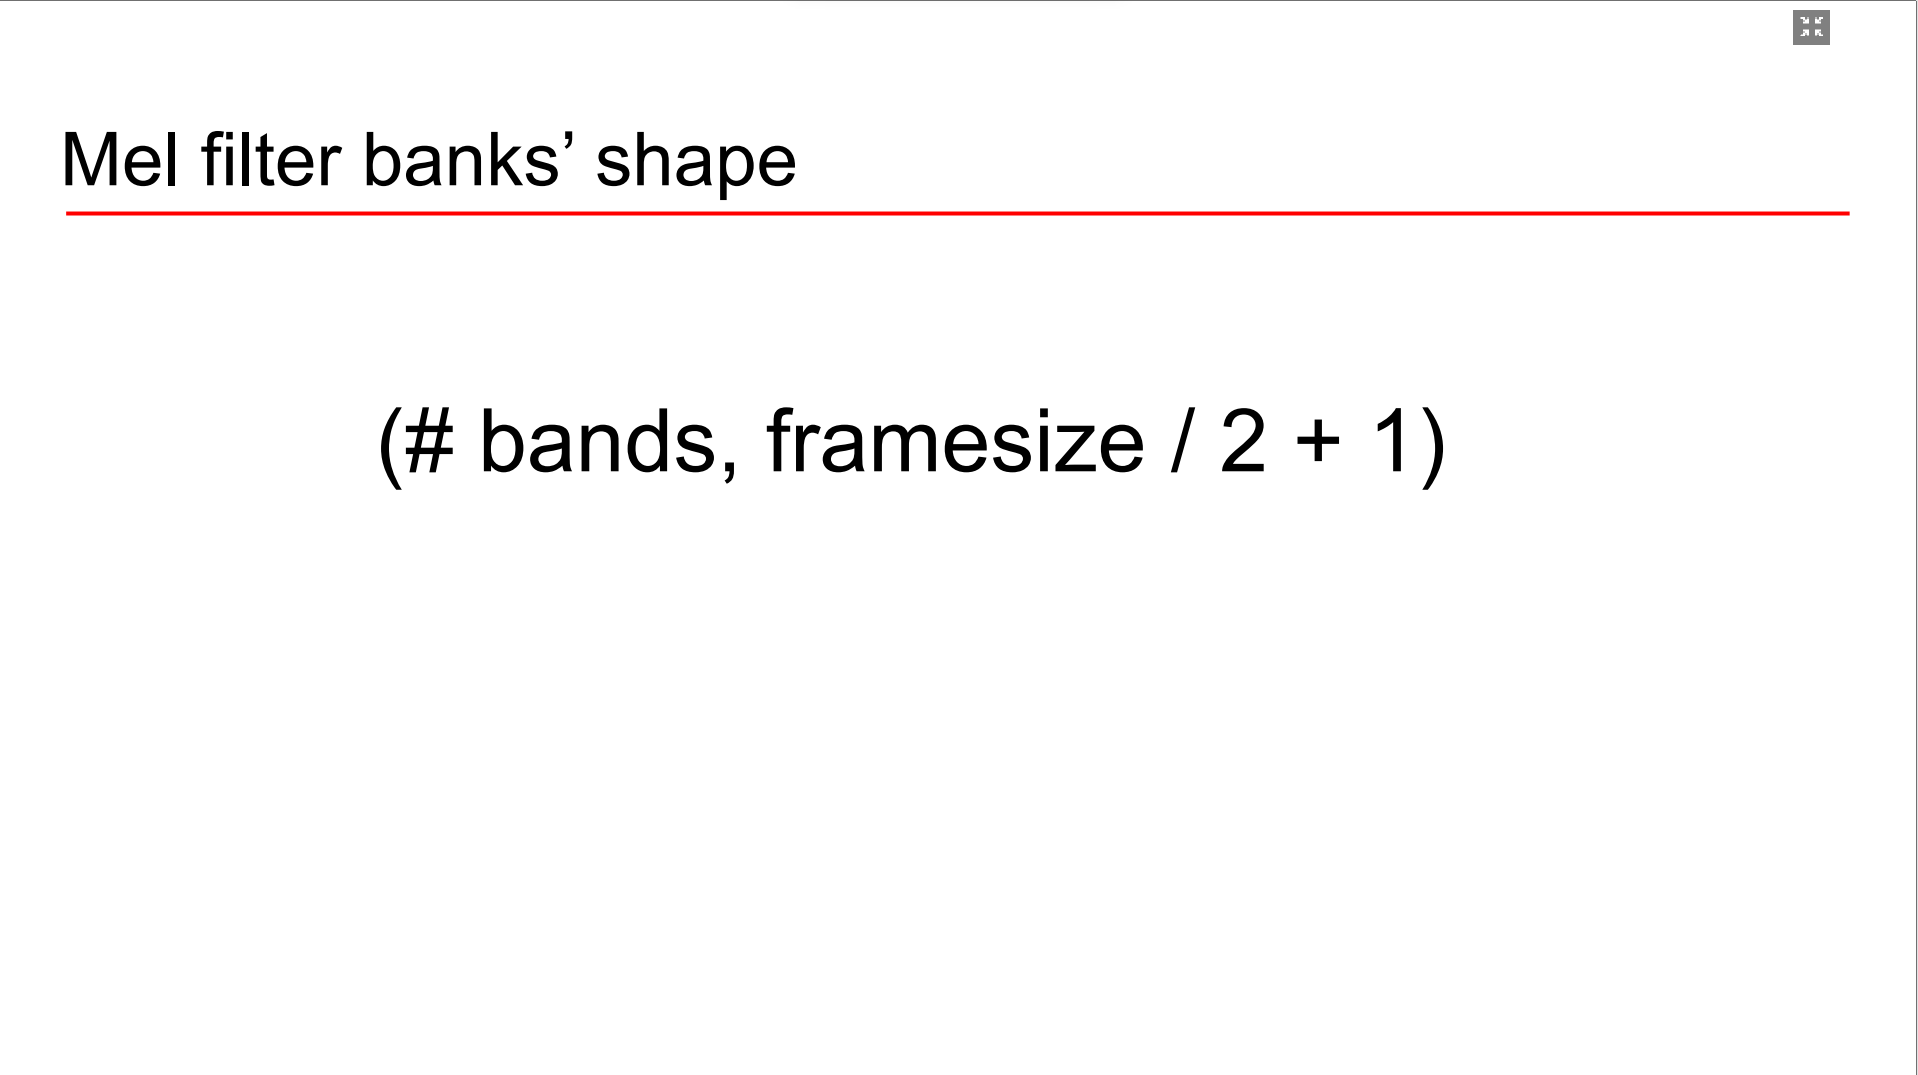 Mel filter banks’ shape
(# bands, framesize / 2 + 1)